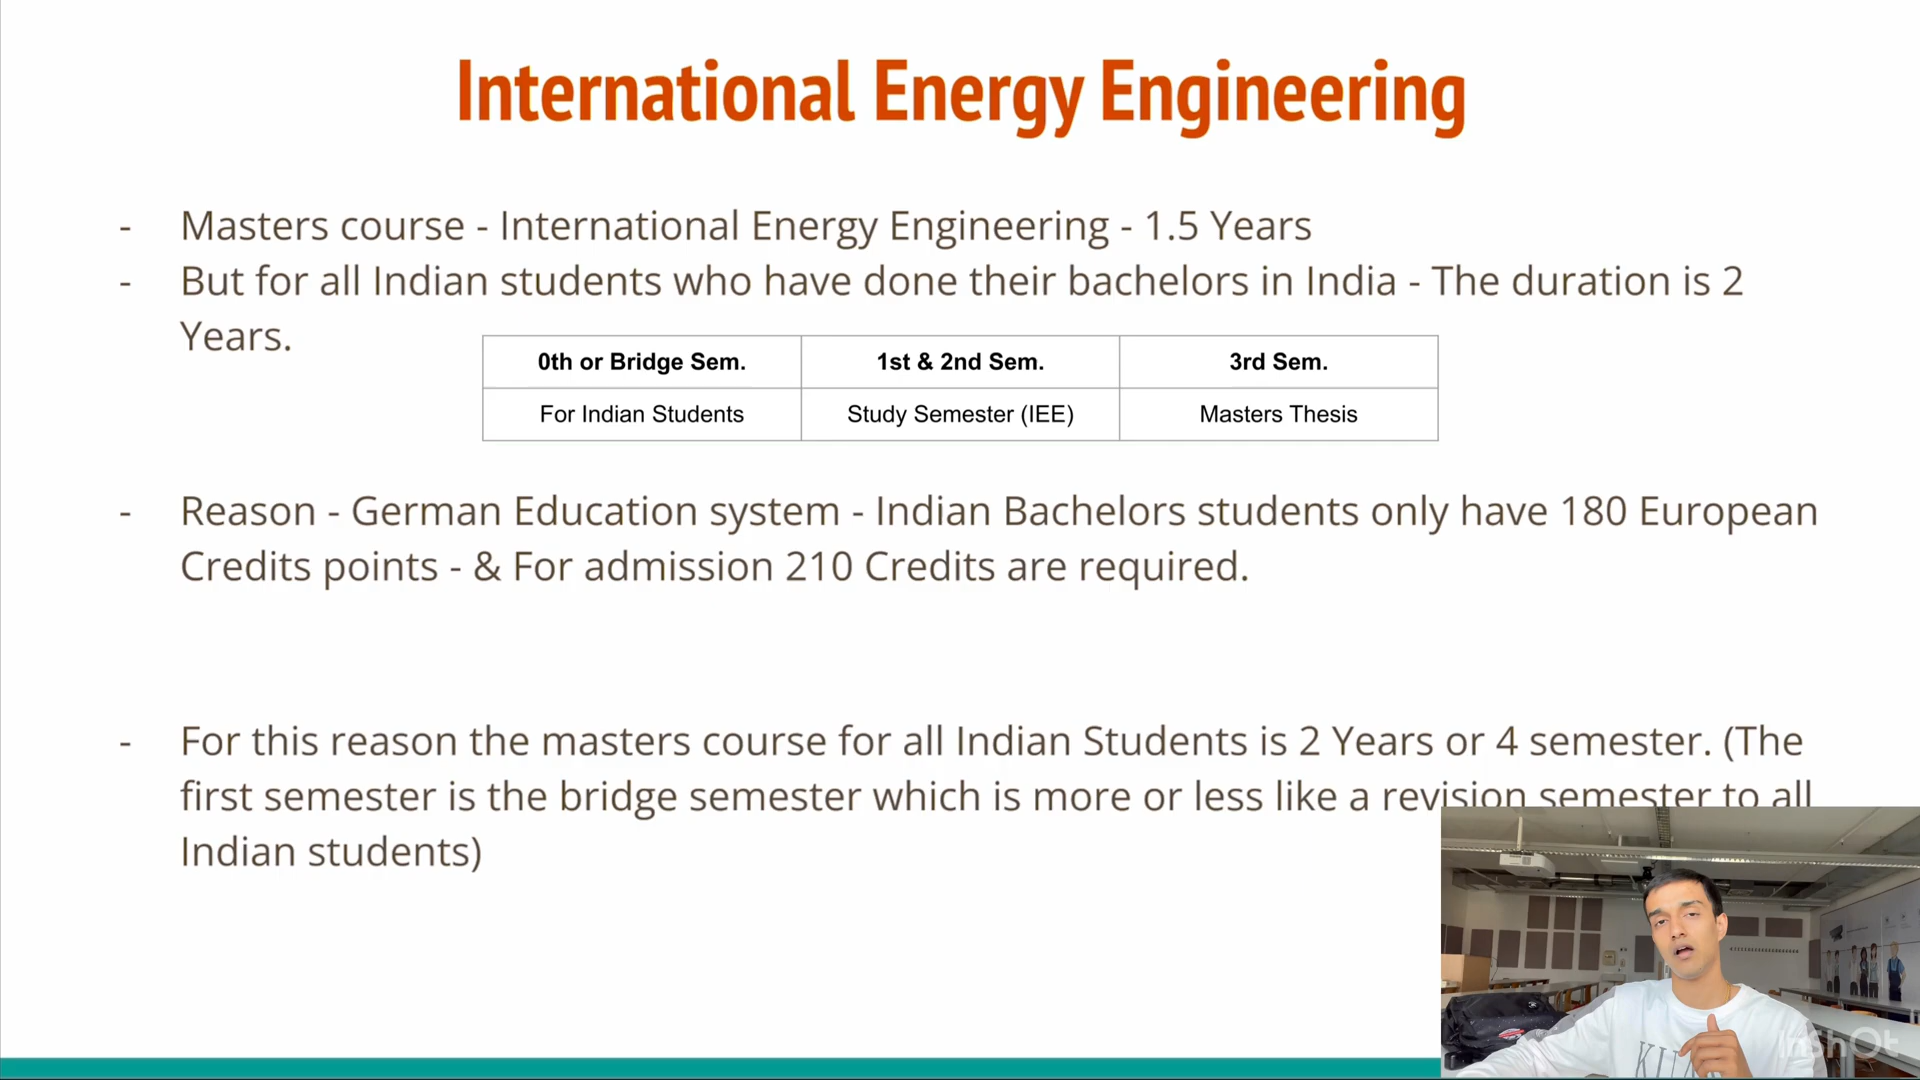 International Energy Engineering
- Masters course - International Energy Engineering - 1.5 Years
- But for all Indian students who have done their bachelors in India - The duration is 2
Years.
0th or Bridge Sem. 1st & 2nd Sem. 3rd Sem.
For Indian Students Study Semester (IEE) Masters Thesis
- Reason - German Education system - Indian Bachelors students only have 180 European
Credits points - & For admission 210 Credits are required.
- For this reason the masters course for all Indian Students is 2 Years or 4 semester. (The
first semester is the bridge semester which is more or less like a revision semester to all
Indian students)
InShOt